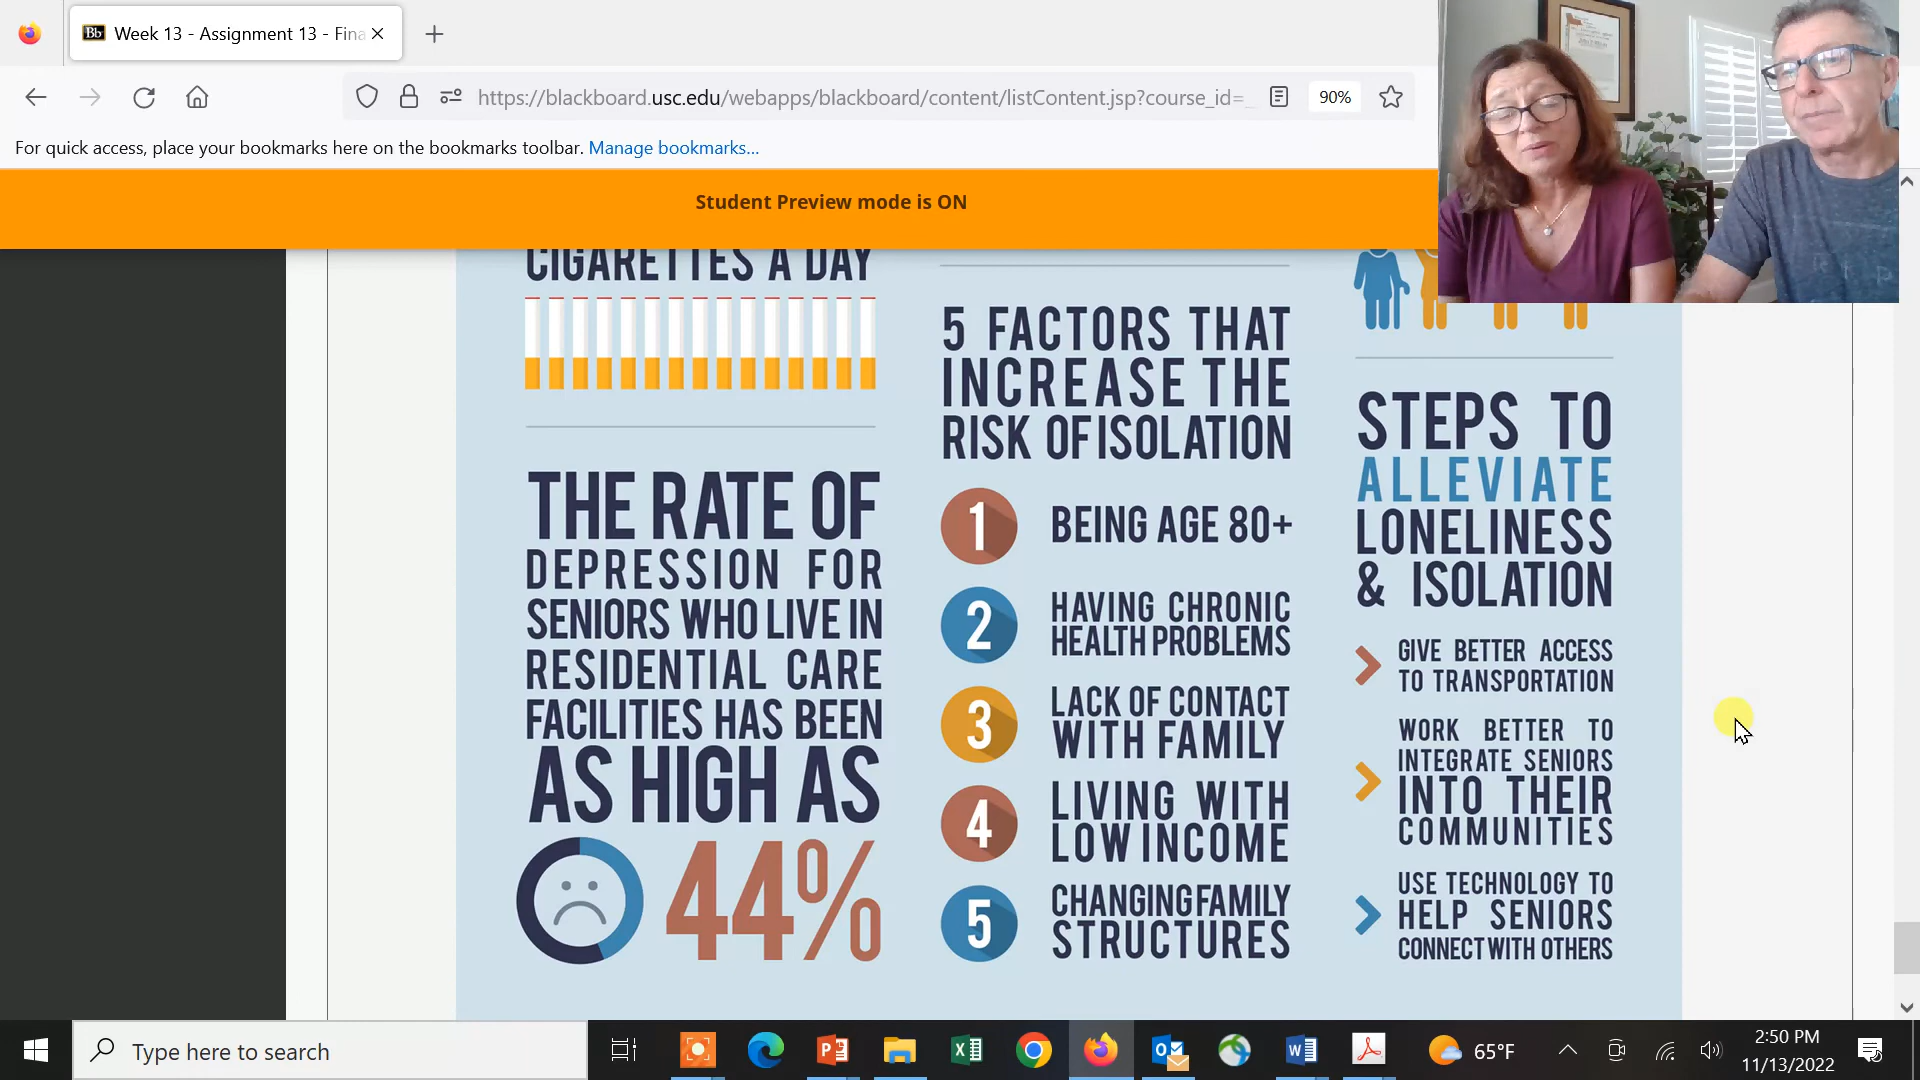 Week 13 - Assignment 13 - Fina
https://blackboard.usc.edu/webapps/blackboard/content/listContent.jsp?course_id=_
90%
For quick access, place your bookmarks here on the bookmarks toolbar. Manage bookmarks...
Student Preview mode is ON
CIGARETTES A DAY
THE RATE OF
DEPRESSION FOR
SENIORS WHO LIVE IN
RESIDENTIAL CARE
FACILITIES HAS BEEN
AS HIGH AS
44%
5 FACTORS THAT
INCREASE THE
RISK OF ISOLATION
1 BEING AGE 80+
2 HAVING CHRONIC
HEALTH PROBLEMS
3 LACK OF CONTACT
WITH FAMILY
4 LIVING WITH
LOW INCOME
5 CHANGING FAMILY
STRUCTURES
STEPS TO
ALLEVIATE
LONELINESS
& ISOLATION
GIVE BETTER ACCESS
TO TRANSPORTATION
WORK BETTER TO
INTEGRATE SENIORS
INTO THEIR
COMMUNITIES
USE TECHNOLOGY TO
HELP SENIORS
CONNECT WITH OTHERS
Type here to search
65°F
2:50 PM
11/13/2022